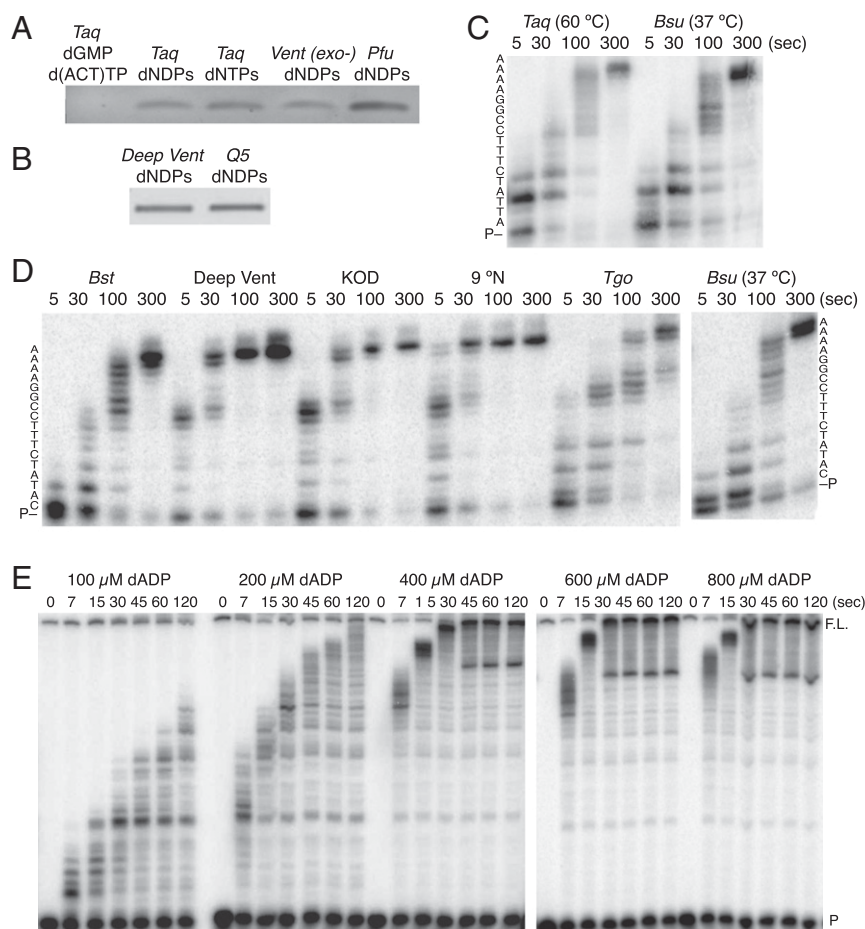 A
Taq
dGMP
d(ACT)TP
Taq
dNDPs
Taq
dNTPs
Vent (exo-)
dNDPs
Pfu
dNDPs
B
Deep Vent
dNDPs
Q5
dNDPs
C
Taq (60 ºC) Bsu (37 ºC)
5 30 100 300 5 30 100 300 (sec)
A
A
A
A
G
G
C
C
T
T
T
C
T
A
T
T
A
P–
D
Bst Deep Vent KOD 9 ºN Tgo Bsu (37 ºC)
5 30 100 300 5 30 100 300 5 30 100 300 5 30 100 300 5 30 100 300 5 30 100 300 (sec)
A
A
A
A
G
G
C
C
T
T
T
C
T
A
T
A
C
P–
A
A
A
A
G
G
C
C
T
T
T
C
T
A
T
A
C
–P
E
100 µM dADP 200 µM dADP 400 µM dADP 600 µM dADP 800 µM dADP
0 7 15 30 45 60 120 0 7 15 30 45 60 120 0 7 15 30 45 60 120 0 7 15 30 45 60 120 0 7 15 30 45 60 120 (sec)
F.L.
P